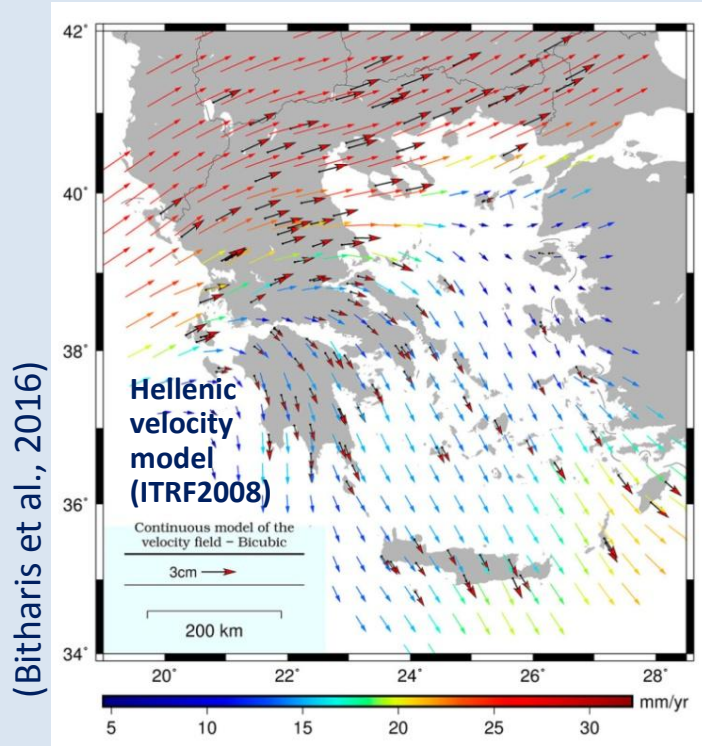 (Bitharis et al., 2016)
42°
40°
38°
36°
34°
Hellenic
velocity
model
(ITRF2008)
Continuous model of the
velocity field – Bicubic
3cm
200 km
20°
22°
24°
26°
28°
mm/yr
5
10
15
20
25
30